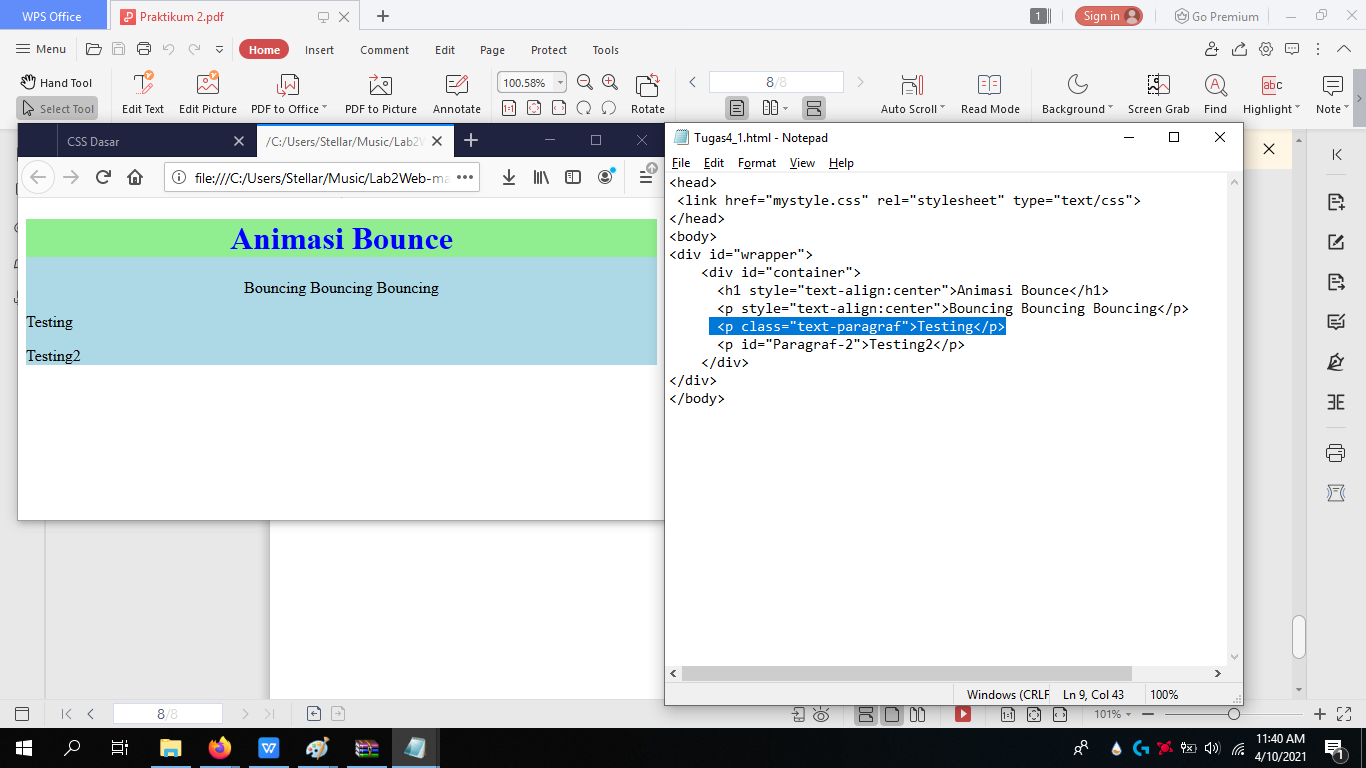 WPS Office
Praktikum 2.pdf
1
Sign in
Go Premium
Menu
Home
Insert
Comment
Edit
Page
Protect
Tools
Hand Tool
Select Tool
Edit Text
Edit Picture
PDF to Office
PDF to Picture
Annotate
100.58%
1:1
Rotate
8/8
Auto Scroll
Read Mode
Background
Screen Grab
Find
Highlight
Note
CSS Dasar
/C:/Users/Stellar/Music/Lab2W
file:///C:/Users/Stellar/Music/Lab2Web-ma
Animasi Bounce
Bouncing Bouncing Bouncing
Testing
Testing2
Tugas4_1.html - Notepad
File Edit Format View Help
<head>
<link href="mystyle.css" rel="stylesheet" type="text/css">
</head>
<body>
<div id="wrapper">
<div id="container">
<h1 style="text-align:center">Animasi Bounce</h1>
<p style="text-align:center">Bouncing Bouncing Bouncing</p>
<p class="text-paragraf">Testing</p>
<p id="Paragraf-2">Testing2</p>
</div>
</div>
</body>
Windows (CRLF
Ln 9, Col 43
100%
8/8
1:1
101%
11:40 AM
4/10/2021
1